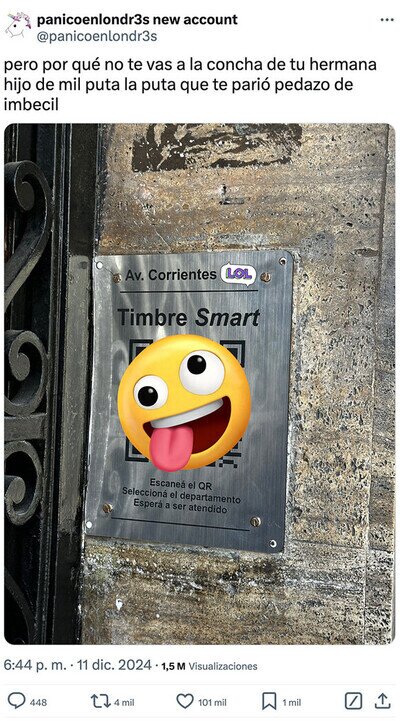 panicoenlondr3s new account
@panicoenlondr3s
pero por qué no te vas a la concha de tu hermana
hijo de mil puta la puta que te parió pedazo de
imbecil
Av. Corrientes LOL
Timbre Smart
Escaneá el QR
Seleccioná el departamento
Esperá a ser atendido
6:44 p. m. · 11 dic. 2024 · 1,5 M Visualizaciones
448 4 mil 101 mil 1 mil